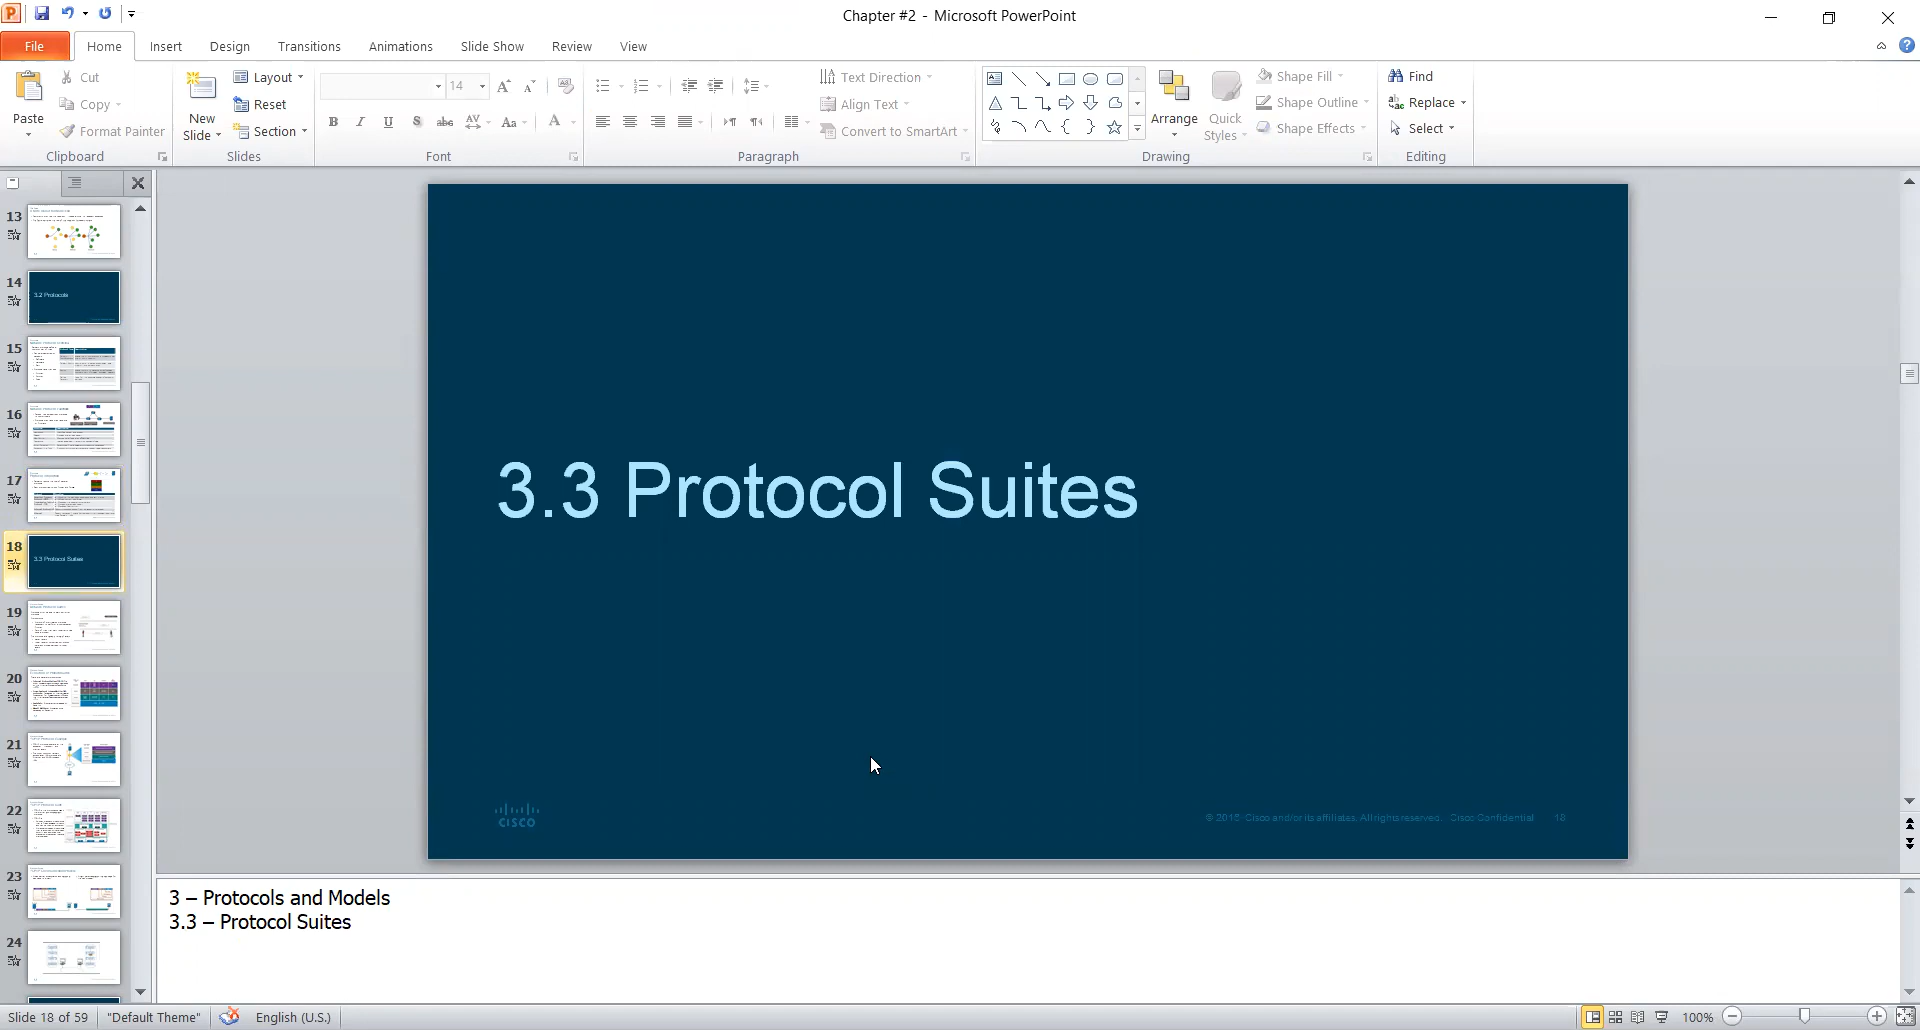 Chapter #2 - Microsoft PowerPoint
File Home Insert Design Transitions Animations Slide Show Review View
Paste
Cut
Copy
Format Painter
Clipboard
New
Slide
Layout
Reset
Section
Slides
14
Font
Text Direction
Align Text
Convert to SmartArt
Paragraph
Arrange
Quick
Styles
Shape Fill
Shape Outline
Shape Effects
Drawing
Find
Replace
Select
Editing
13
14
3.2 Protocols
15
16
17
18
3.3 Protocol Suites
19
20
21
22
23
24
3.3 Protocol Suites
CISCO
© 2016 Cisco and/or its affiliates. All rights reserved. Cisco Confidential 18
3 – Protocols and Models
3.3 – Protocol Suites
Slide 18 of 59 "Default Theme" English (U.S.) 100%